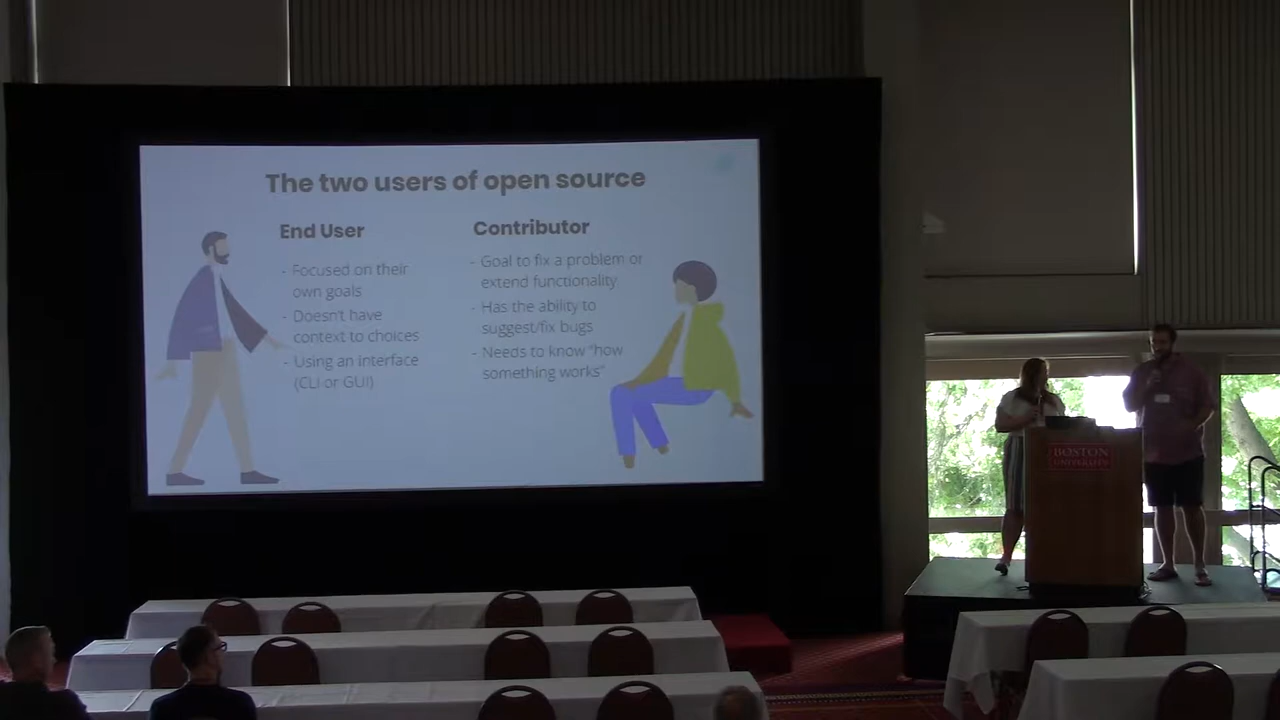 The two users of open source
End User
- Focused on their
own goals
- Doesn't have
context to choices
- Using an interface
(CLI or GUI)
Contributor
- Goal to fix a problem or
extend functionality
- Has the ability to
suggest/fix bugs
- Needs to know "how
something works"
BOSTON
UNIVERSITY